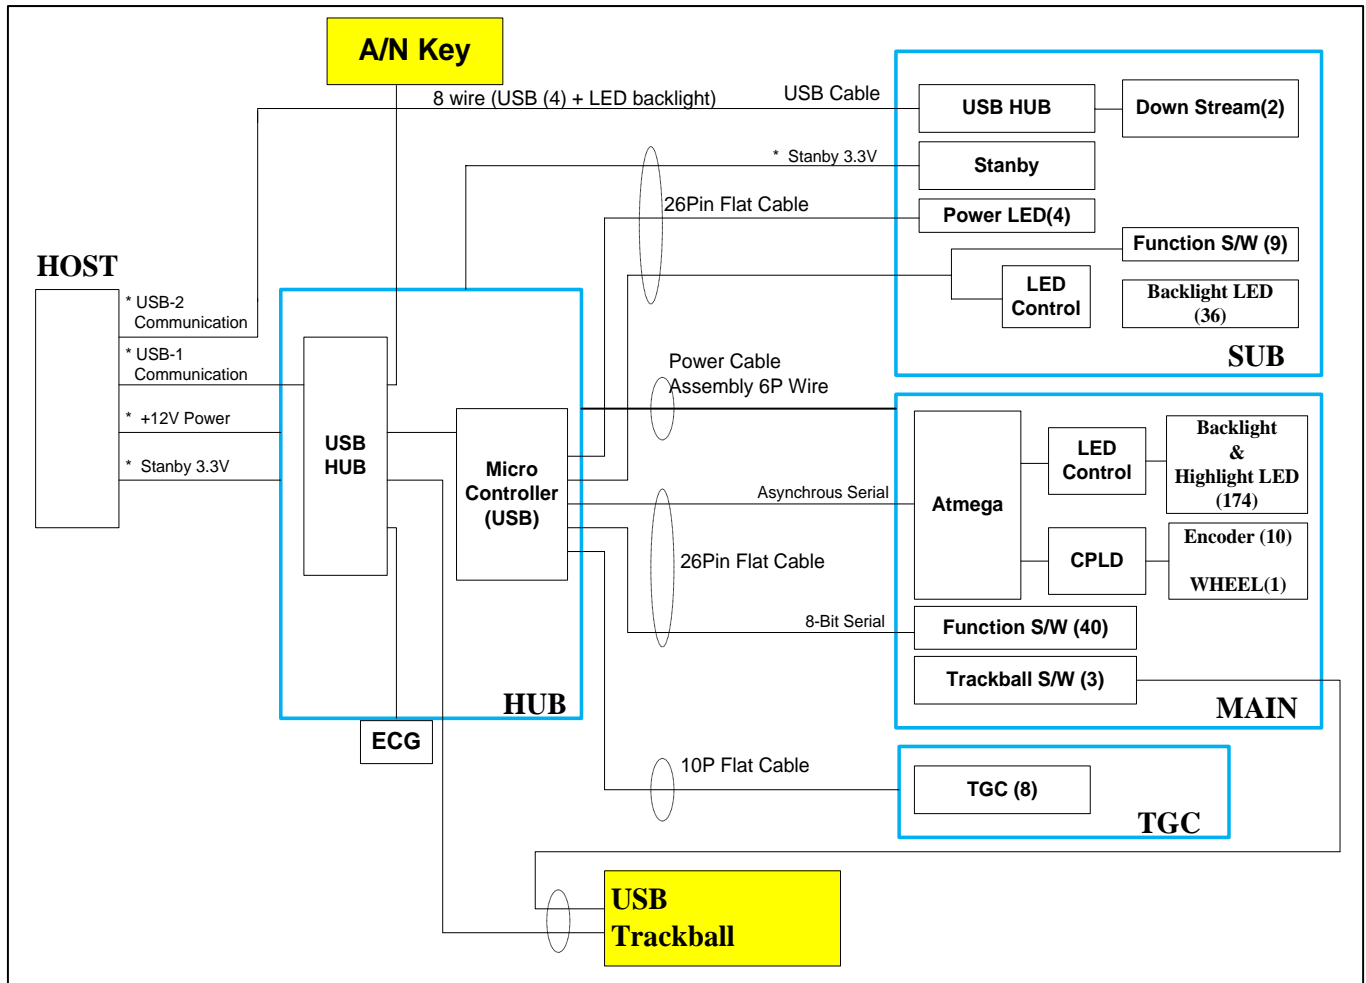 A/N Key
8 wire (USB (4) + LED backlight)
USB Cable
USB HUB
Down Stream(2)
* Stanby 3.3V
Stanby
26Pin Flat Cable
Power LED(4)
Function S/W (9)
LED
Control
Backlight LED
(36)
SUB
HOST
* USB-2
Communication
* USB-1
Communication
* +12V Power
* Stanby 3.3V
USB
HUB
Micro
Controller
(USB)
HUB
ECG
Power Cable
Assembly 6P Wire
Asynchrous Serial
26Pin Flat Cable
8-Bit Serial
Atmega
LED
Control
Backlight
&
Highlight LED
(174)
CPLD
Encoder (10)
WHEEL(1)
Function S/W (40)
Trackball S/W (3)
MAIN
10P Flat Cable
TGC (8)
TGC
USB
Trackball